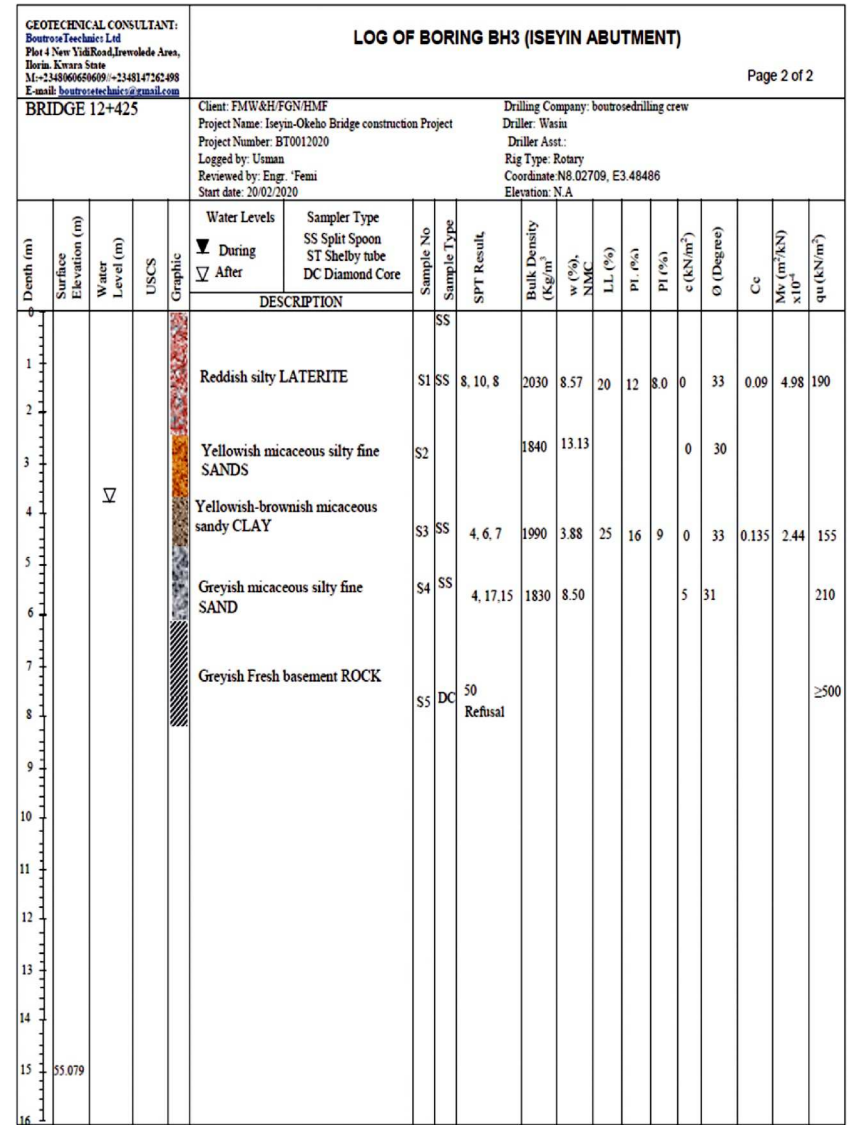 GEOTECHNICAL CONSULTANT:
BoutroseTeechnics Ltd
Plot 4 New YidiRoad,Irewolede Area,
Ilorin. Kwara State
M:+2348060650609//+2348147262498
E-mail: boutrosetechnics@gmail.com
LOG OF BORING BH3 (ISEYIN ABUTMENT)
Page 2 of 2
BRIDGE 12+425
Client: FMW&H/FGN/HMF
Project Name: Iseyin-Okeho Bridge construction Project
Project Number: BT0012020
Logged by: Usman
Reviewed by: Engr. ‘Femi
Start date: 20/02/2020
Drilling Company: boutrosedrilling crew
Driller: Wasiu
Driller Asst.:
Rig Type: Rotary
Coordinate:N8.02709, E3.48486
Elevation: N.A
Denth (m)
Surface
Elevation (m)
Water
Level (m)
USCS
Graphic
Water Levels
During
After
Sampler Type
SS Split Spoon
ST Shelby tube
DC Diamond Core
DESCRIPTION
Sample No
Sample Type
SPT Result,
Bulk Density
(Kg/m³
w (%),
NMC
LL (%)
PL (%)
PI (%)
c (kN/m²)
Ø (Degree)
Cc
Mv (m²/kN)
x10⁻⁴
qu (kN/m²)
0
SS
1
Reddish silty LATERITE S1 SS 8, 10, 8 2030 8.57 20 12 8.0 0 33 0.09 4.98 190
2
3
Yellowish micaceous silty fine
SANDS
S2 1840 13.13 0 30
4
Yellowish-brownish micaceous
sandy CLAY
S3 SS 4, 6, 7 1990 3.88 25 16 9 0 33 0.135 2.44 155
5
Greyish micaceous silty fine
SAND
S4 SS 4, 17,15 1830 8.50 5 31 210
6
7
Greyish Fresh basement ROCK
S5 DC 50
Refusal
≥500
8
9
10
11
12
13
14
15 55.079
16